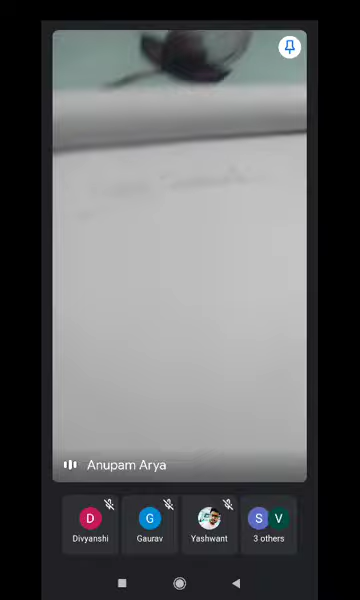 Anupam Arya
D
G
S V
Divyanshi
Gaurav
Yashwant
3 others